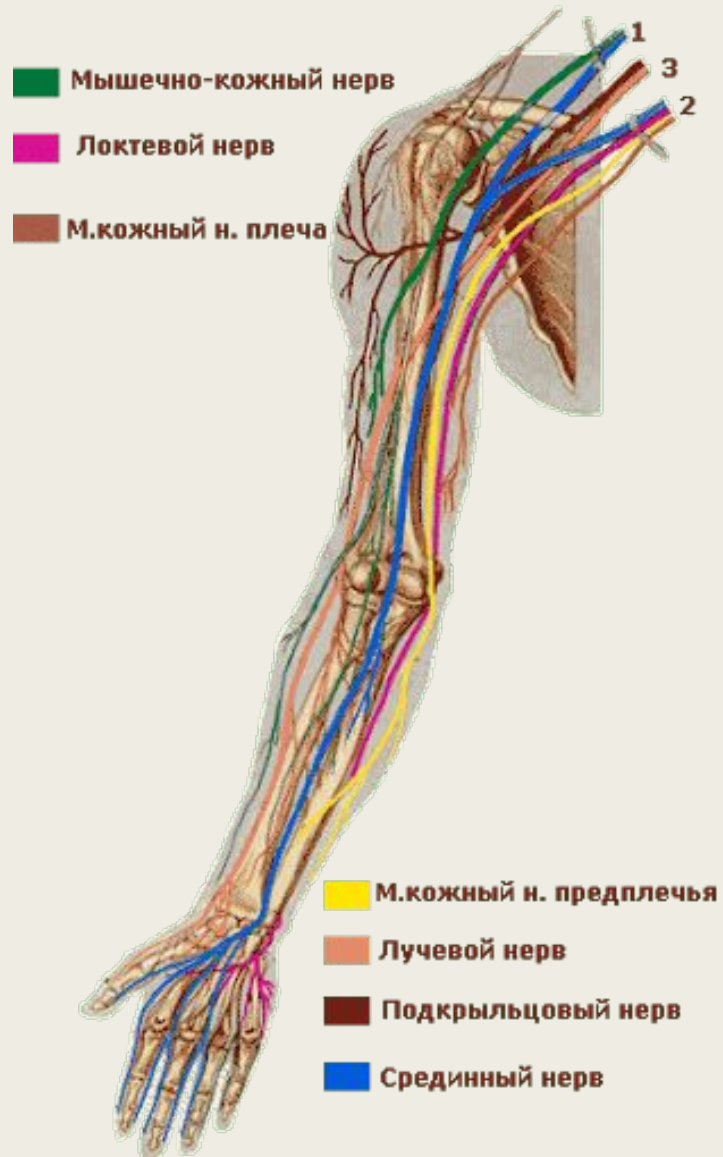 1
3
2
Мышечно-кожный нерв
Локтевой нерв
М.кожный н. плеча
М.кожный н. предплечья
Лучевой нерв
Подкрыльцовый нерв
Срединный нерв